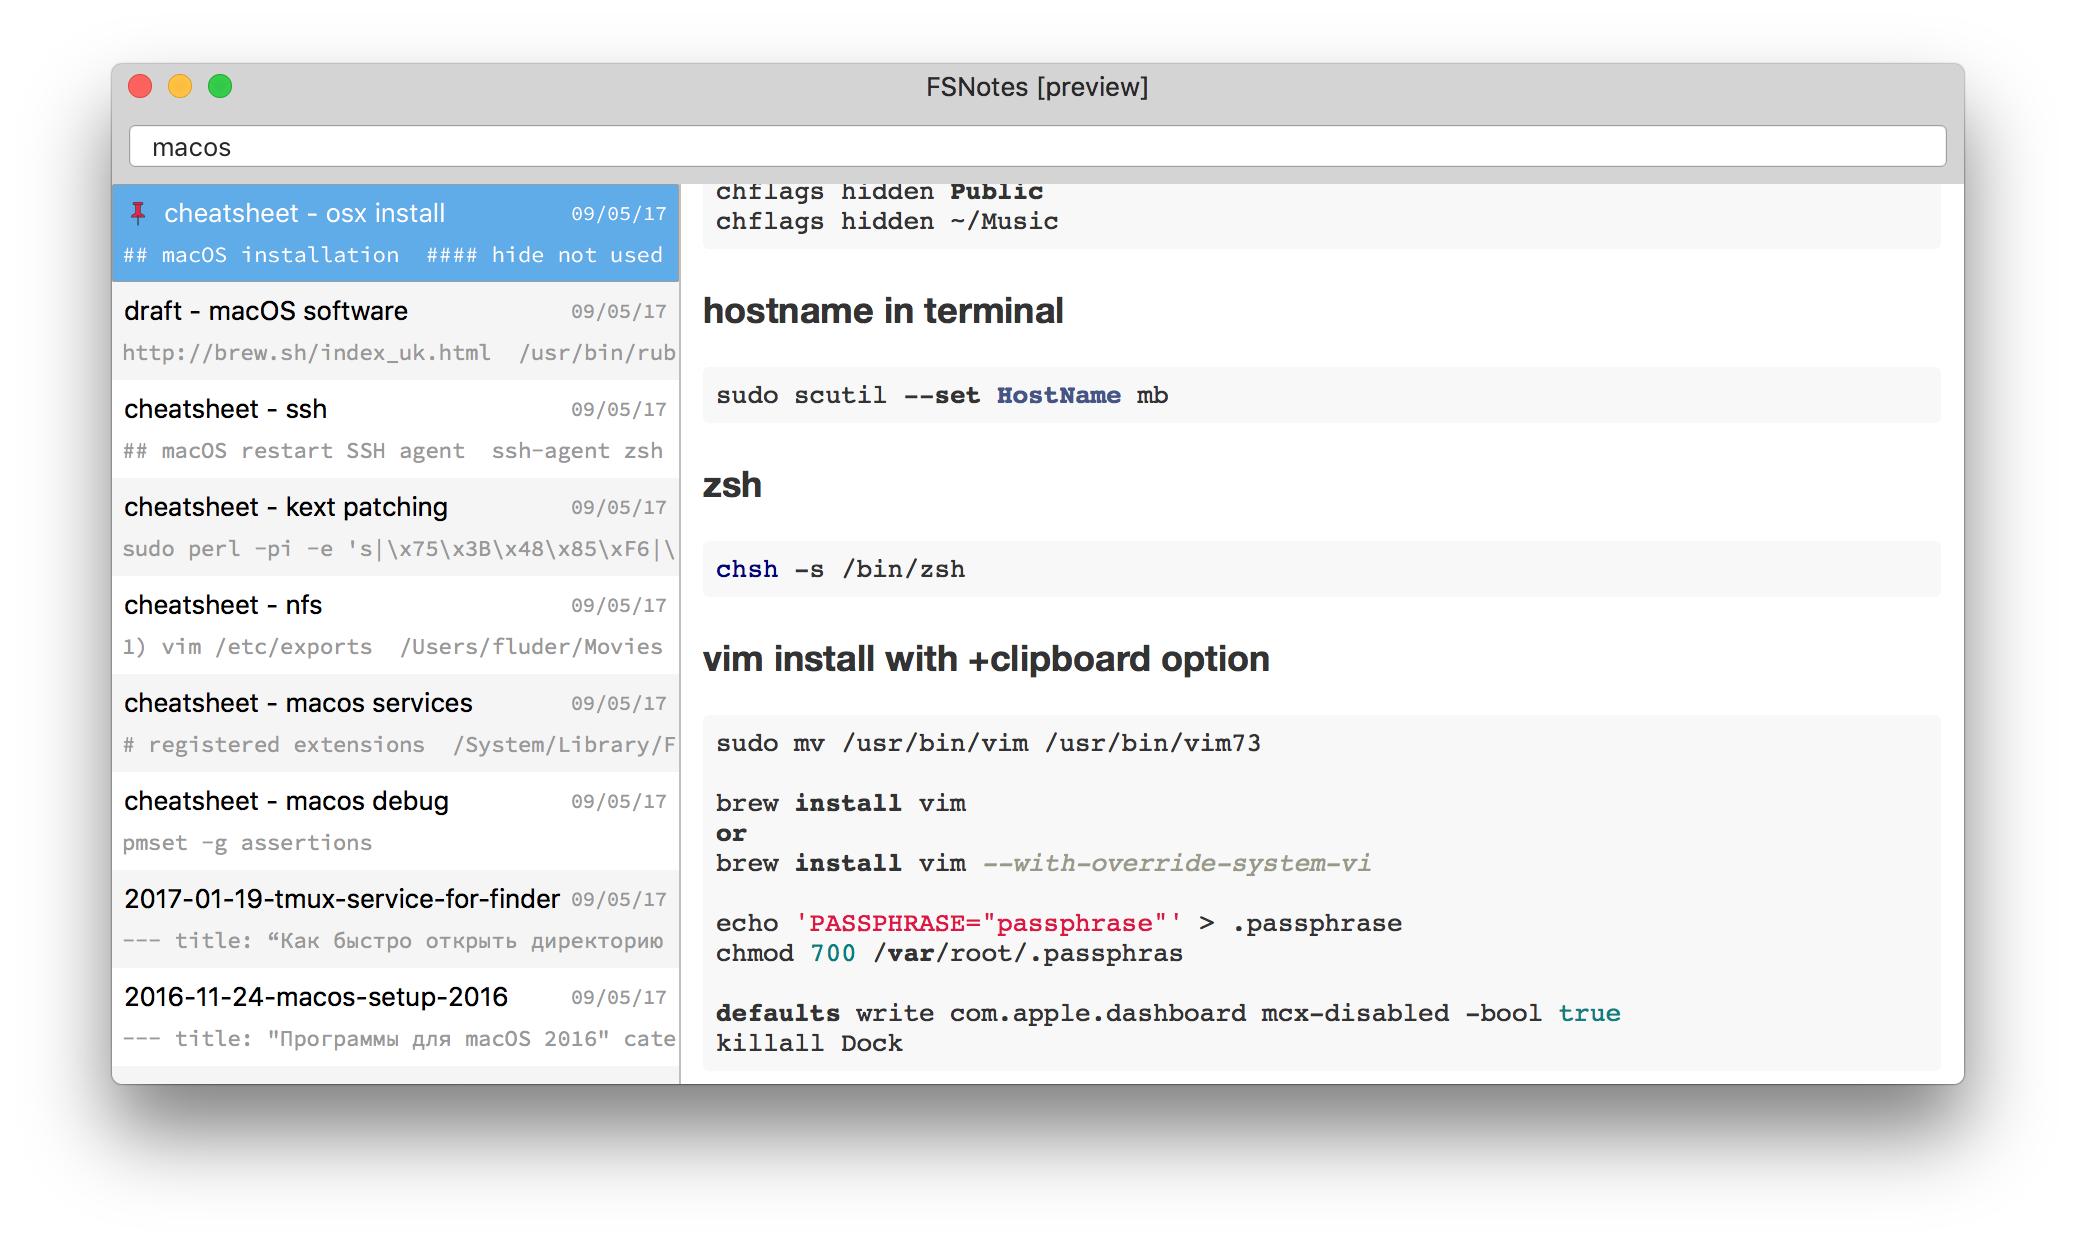 FSNotes [preview]
macos
cheatsheet - osx install 09/05/17
## macOS installation #### hide not used
draft - macOS software 09/05/17
http://brew.sh/index_uk.html /usr/bin/rub
cheatsheet - ssh 09/05/17
## macOS restart SSH agent ssh-agent zsh
cheatsheet - kext patching 09/05/17
sudo perl -pi -e 's|\x75\x3B\x48\x85\xF6|\
cheatsheet - nfs 09/05/17
1) vim /etc/exports /Users/fluder/Movies
cheatsheet - macos services 09/05/17
# registered extensions /System/Library/F
cheatsheet - macos debug 09/05/17
pmset -g assertions
2017-01-19-tmux-service-for-finder 09/05/17
--- title: “Как быстро открыть директорию
2016-11-24-macos-setup-2016 09/05/17
--- title: "Программы для macOS 2016" cate
chflags hidden Public
chflags hidden ~/Music
hostname in terminal
sudo scutil --set HostName mb
zsh
chsh -s /bin/zsh
vim install with +clipboard option
sudo mv /usr/bin/vim /usr/bin/vim73
brew install vim
or
brew install vim --with-override-system-vi
echo 'PASSPHRASE="passphrase"' > .passphrase
chmod 700 /var/root/.passphras
defaults write com.apple.dashboard mcx-disabled -bool true
killall Dock